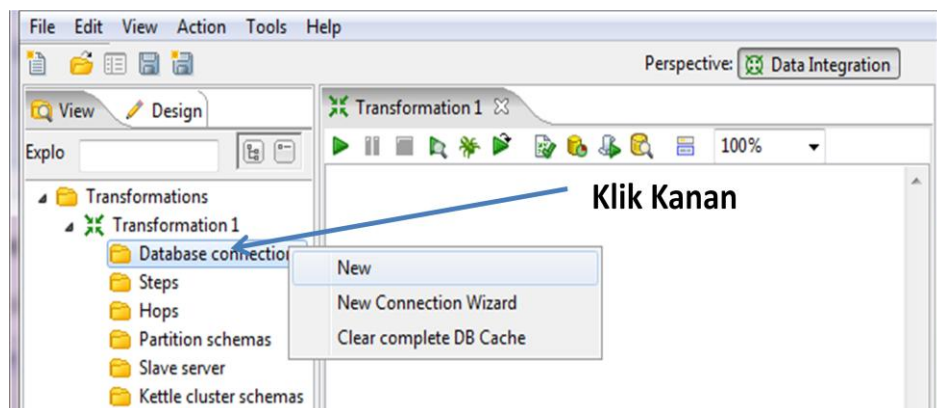 File Edit View Action Tools Help
Perspective: Data Integration
View Design
Transformation 1
Explo
100%
Klik Kanan
Transformations
Transformation 1
Database connection
New
New Connection Wizard
Clear complete DB Cache
Steps
Hops
Partition schemas
Slave server
Kettle cluster schemas